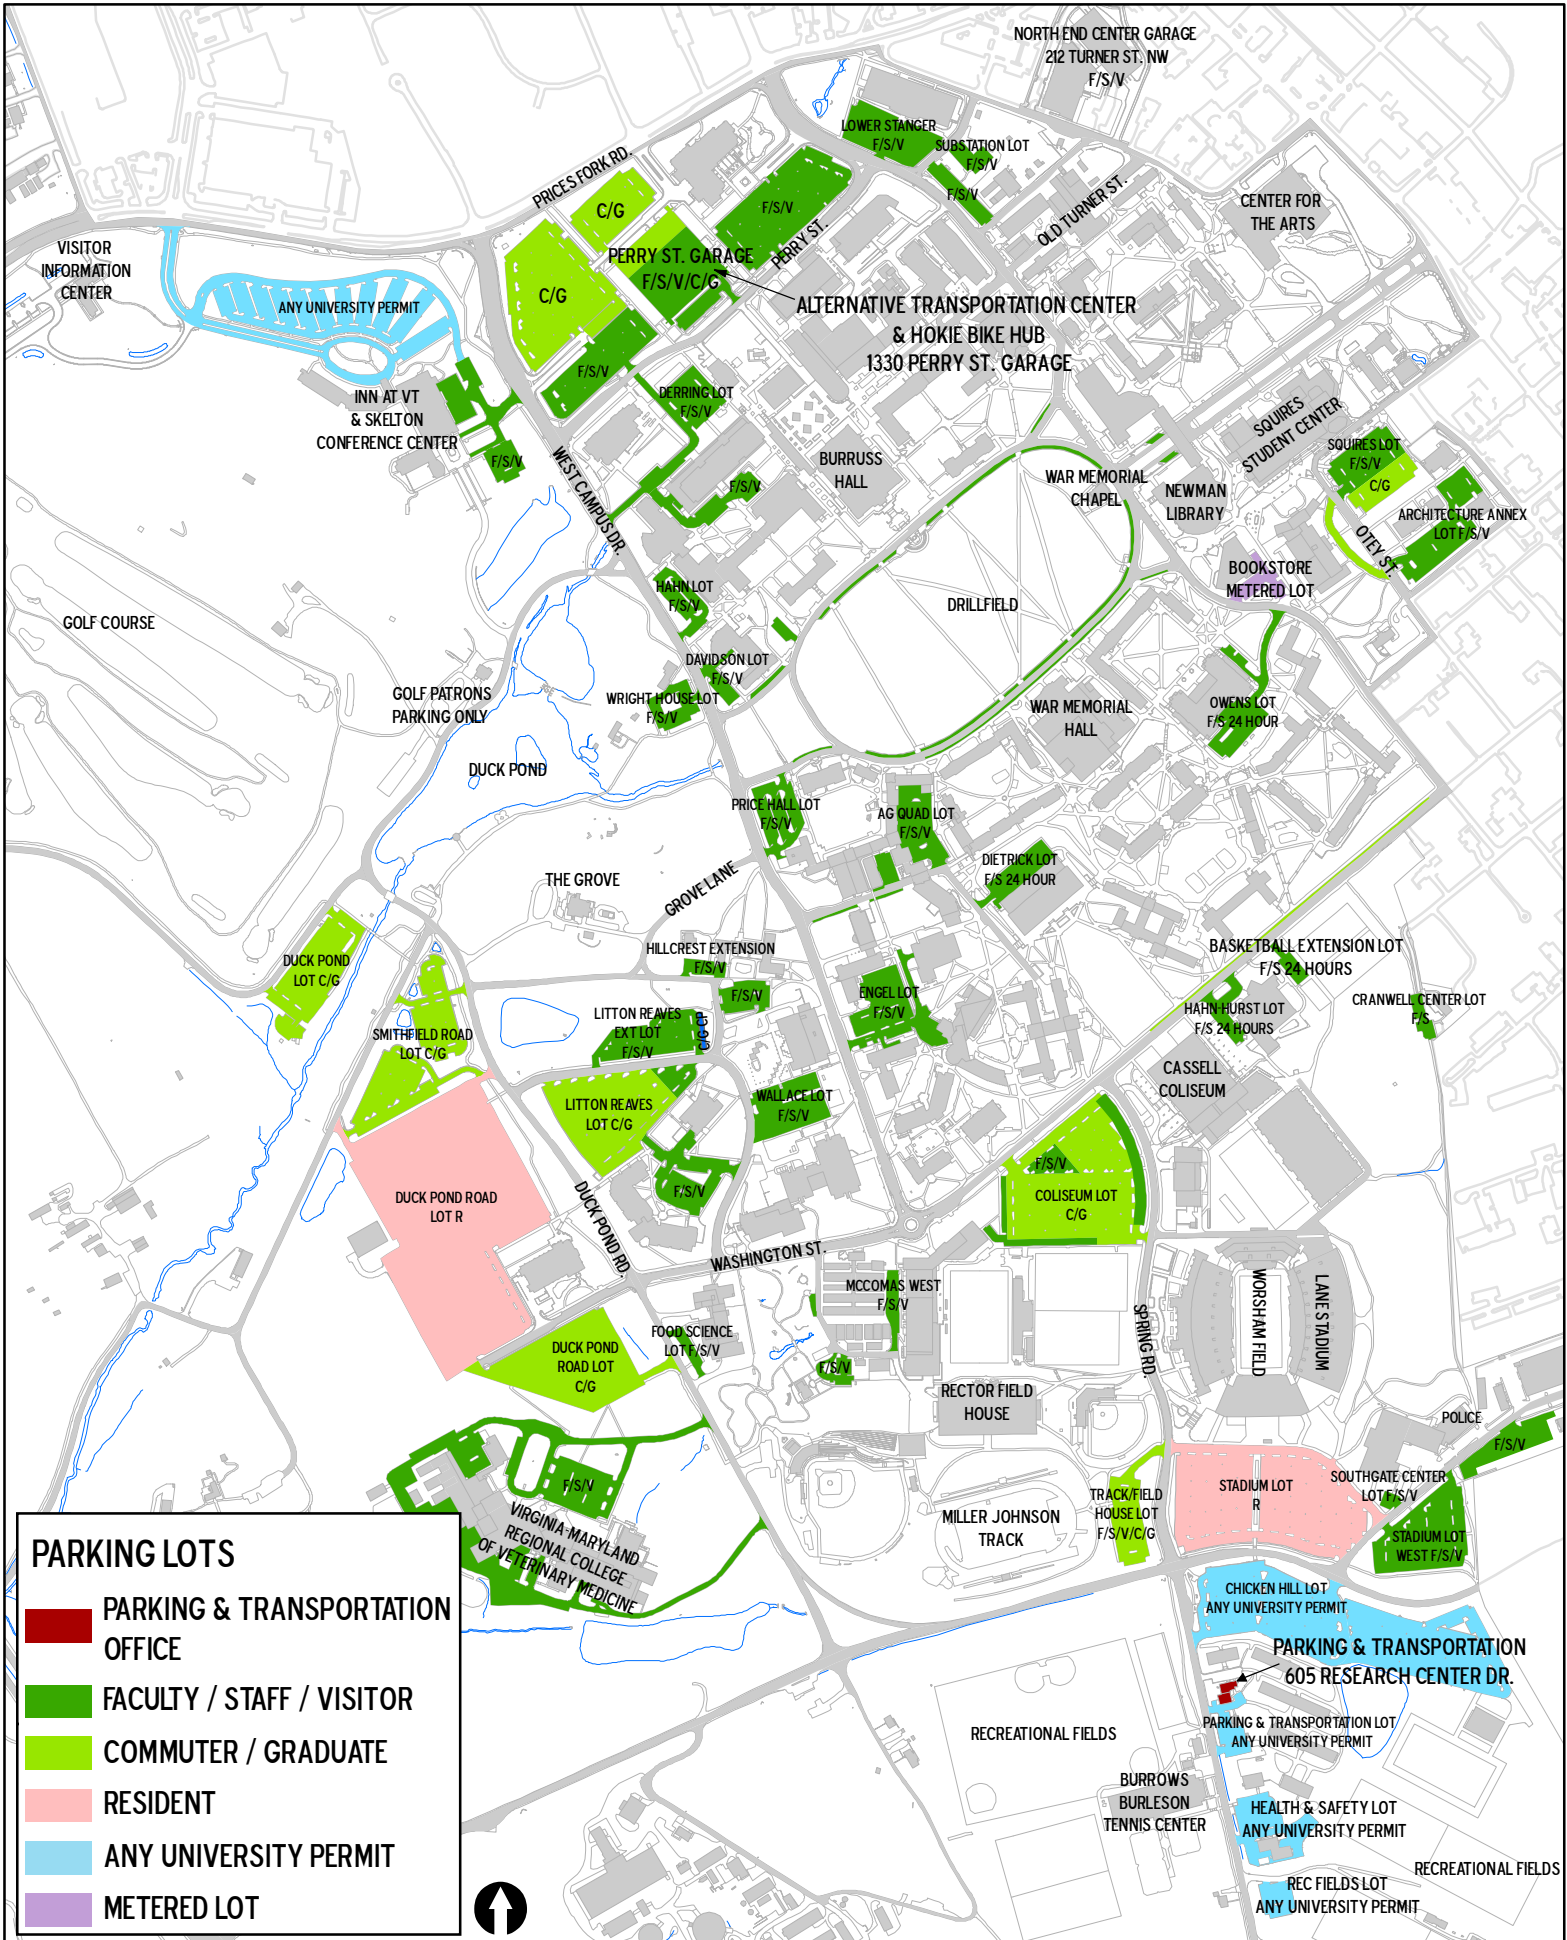 NORTH END CENTER GARAGE
212 TURNER ST. NW
F/S/V
LOWER STANGER
F/S/V
SUBSTATION LOT
F/S/V
F/S/V
PRICES FORK RD.
C/G
F/S/V
PERRY ST.
OLD TURNER ST.
CENTER FOR
THE ARTS
VISITOR
INFORMATION
CENTER
ANY UNIVERSITY PERMIT
C/G
PERRY ST. GARAGE
F/S/V/C/G
ALTERNATIVE TRANSPORTATION CENTER
& HOKIE BIKE HUB
1330 PERRY ST. GARAGE
F/S/V
DERRING LOT
F/S/V
INN AT VT
& SKELTON
CONFERENCE CENTER
F/S/V
WEST CAMPUS DR.
F/S/V
BURRUSS
HALL
SQUIRES
STUDENT CENTER
SQUIRES LOT
F/S/V
C/G
WAR MEMORIAL
CHAPEL
NEWMAN
LIBRARY
ARCHITECTURE ANNEX
LOT F/S/V
OTEY ST.
BOOKSTORE
METERED LOT
HAHN LOT
F/S/V
DRILLFIELD
GOLF COURSE
DAVIDSON LOT
F/S/V
WRIGHT HOUSE LOT
F/S/V
GOLF PATRONS
PARKING ONLY
WAR MEMORIAL
HALL
OWENS LOT
F/S 24 HOUR
DUCK POND
PRICE HALL LOT
F/S/V
AG QUAD LOT
F/S/V
DIETRICK LOT
F/S 24 HOUR
THE GROVE
GROVE LANE
HILLCREST EXTENSION
F/S/V
F/S/V
DUCK POND
LOT C/G
BASKETBALL EXTENSION LOT
F/S 24 HOURS
ENGEL LOT
F/S/V
HAHN HURST LOT
F/S 24 HOURS
CRANWELL CENTER LOT
F/S
SMITHFIELD ROAD
LOT C/G
LITTON REAVES
EXT LOT
F/S/V
C/G CP
CASSELL
COLISEUM
LITTON REAVES
LOT C/G
WALLACE LOT
F/S/V
F/S/V
F/S/V
COLISEUM LOT
C/G
DUCK POND ROAD
LOT R
DUCK POND RD.
WASHINGTON ST.
MCCOMAS WEST
F/S/V
F/S/V
SPRING RD.
WORSHAM FIELD
LANE STADIUM
FOOD SCIENCE
LOT F/S/V
DUCK POND
ROAD LOT
C/G
RECTOR FIELD
HOUSE
POLICE
F/S/V
F/S/V
VIRGINIA-MARYLAND
REGIONAL COLLEGE
OF VETERINARY MEDICINE
MILLER JOHNSON
TRACK
TRACK/FIELD
HOUSE LOT
F/S/V/C/G
STADIUM LOT
R
SOUTHGATE CENTER
LOT F/S/V
STADIUM LOT
WEST F/S/V
CHICKEN HILL LOT
ANY UNIVERSITY PERMIT
PARKING & TRANSPORTATION
605 RESEARCH CENTER DR.
PARKING & TRANSPORTATION LOT
ANY UNIVERSITY PERMIT
RECREATIONAL FIELDS
BURROWS
BURLESON
TENNIS CENTER
HEALTH & SAFETY LOT
ANY UNIVERSITY PERMIT
RECREATIONAL FIELDS
REC FIELDS LOT
ANY UNIVERSITY PERMIT
PARKING LOTS
PARKING & TRANSPORTATION
OFFICE
FACULTY / STAFF / VISITOR
COMMUTER / GRADUATE
RESIDENT
ANY UNIVERSITY PERMIT
METERED LOT